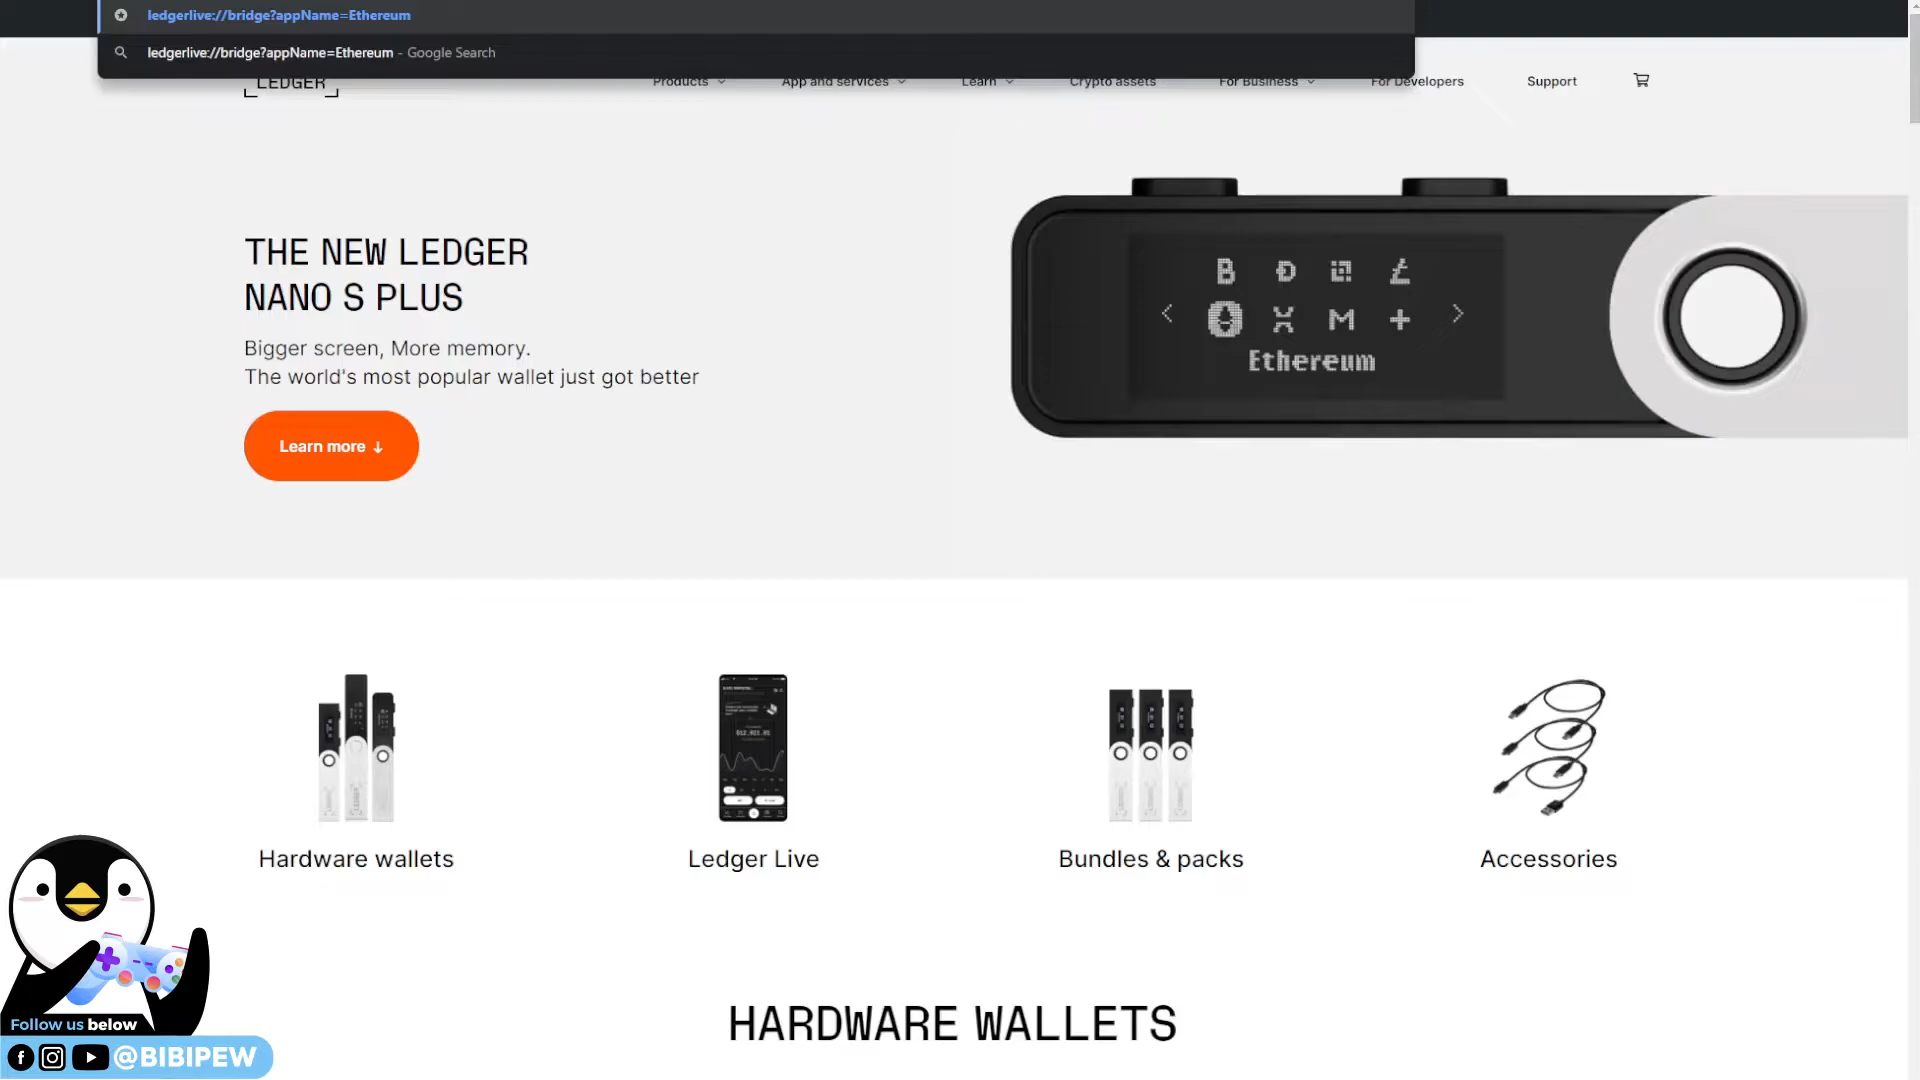 ledgerlive://bridge?appName=Ethereum
ledgerlive://bridge?appName=Ethereum - Google Search
LEDGER
Products
App and services
Learn
Crypto assets
For Business
For Developers
Support
THE NEW LEDGER
NANO S PLUS
Bigger screen, More memory.
The world's most popular wallet just got better
Learn more ↓
Ethereum
Hardware wallets
Ledger Live
Bundles & packs
Accessories
HARDWARE WALLETS
Follow us below
@BIBIPEW